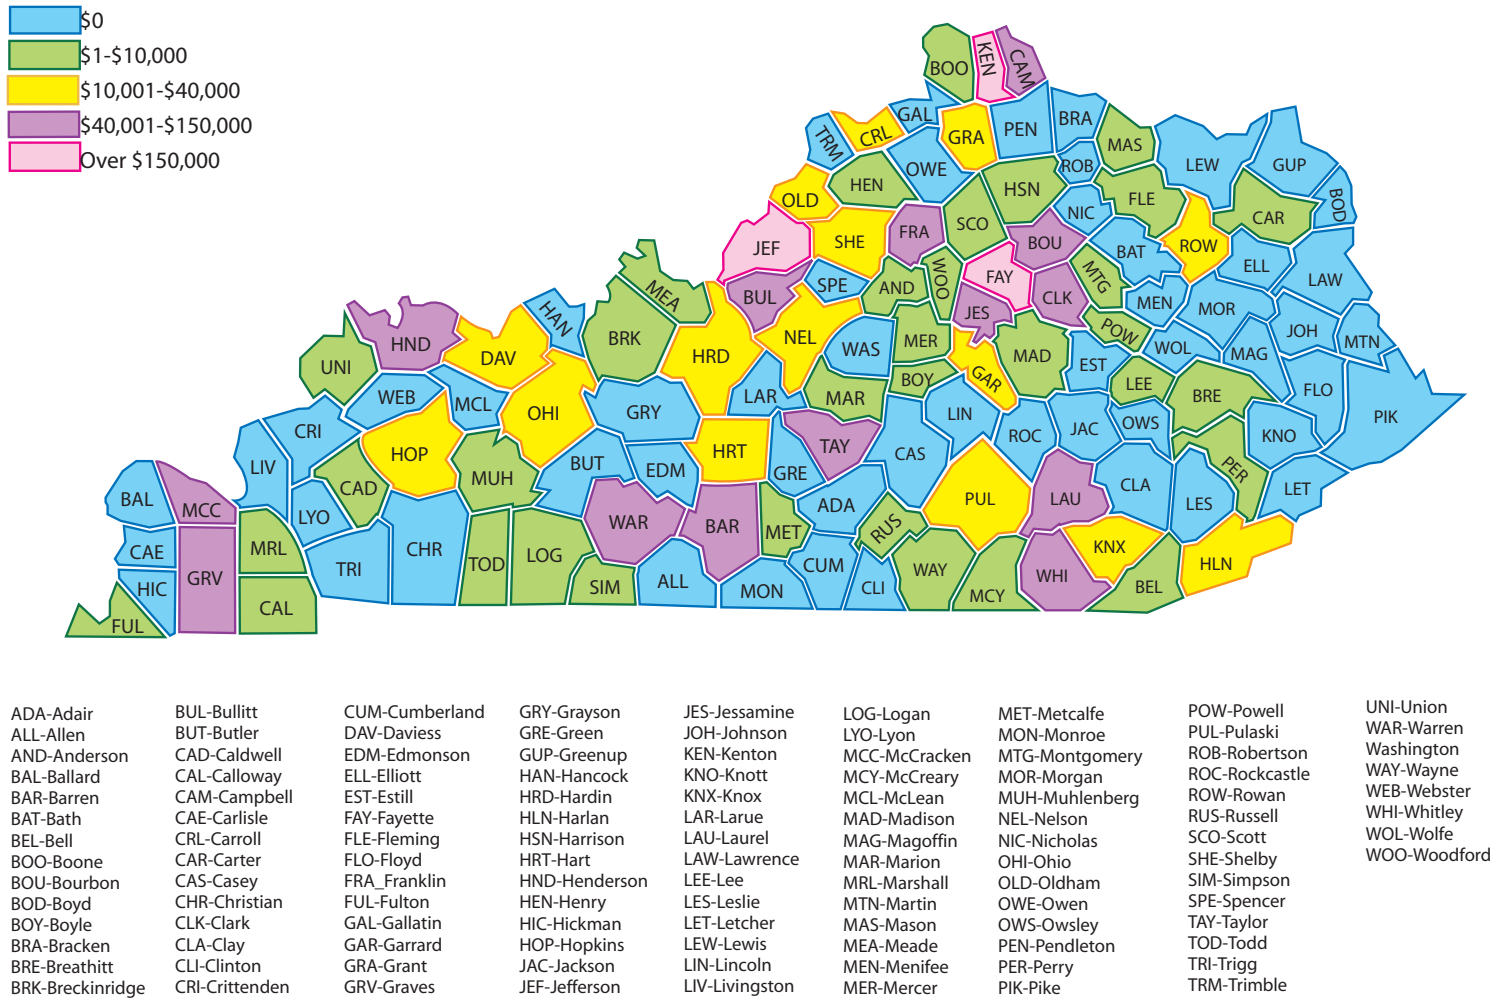 $0
$1-$10,000
$10,001-$40,000
$40,001-$150,000
Over $150,000
BOO
KEN
CAM
GAL
CRL
TRM
GRA
PEN
BRA
MAS
LEW
GUP
BOD
OWE
ROB
HEN
HSN
FLE
CAR
OLD
NIC
SCO
FRA
SHE
BOU
BAT
ROW
ELL
LAW
JEF
FAY
WOO
MTG
SPE
AND
BUL
CLK
MEN
MOR
MEA
JES
POW
WOL
JOH
MTN
HAN
BRK
HRD
NEL
WAS
MER
MAD
EST
MAG
HND
DAV
UNI
GAR
BOY
LEE
BRE
FLO
PIK
WEB
MCL
OHI
GRY
LAR
MAR
LIN
ROC
JAC
OWS
KNO
CRI
HOP
HRT
TAY
CAS
PER
LET
LIV
CAD
MUH
BUT
EDM
GRE
ADA
PUL
LAU
CLA
LES
BAL
MCC
LYO
WAR
BAR
MET
RUS
KNX
HLN
CAE
GRV
MRL
TRI
CHR
TOD
LOG
SIM
ALL
MON
CUM
CLI
WAY
MCY
WHI
BEL
HIC
FUL
CAL
ADA-Adair
ALL-Allen
AND-Anderson
BAL-Ballard
BAR-Barren
BAT-Bath
BEL-Bell
BOO-Boone
BOU-Bourbon
BOD-Boyd
BOY-Boyle
BRA-Bracken
BRE-Breathitt
BRK-Breckinridge
BUL-Bullitt
BUT-Butler
CAD-Caldwell
CAL-Calloway
CAM-Campbell
CAE-Carlisle
CRL-Carroll
CAR-Carter
CAS-Casey
CHR-Christian
CLK-Clark
CLA-Clay
CLI-Clinton
CRI-Crittenden
CUM-Cumberland
DAV-Daviess
EDM-Edmonson
ELL-Elliott
EST-Estill
FAY-Fayette
FLE-Fleming
FLO-Floyd
FRA_Franklin
FUL-Fulton
GAL-Gallatin
GAR-Garrard
GRA-Grant
GRV-Graves
GRY-Grayson
GRE-Green
GUP-Greenup
HAN-Hancock
HRD-Hardin
HLN-Harlan
HSN-Harrison
HRT-Hart
HND-Henderson
HEN-Henry
HIC-Hickman
HOP-Hopkins
JAC-Jackson
JEF-Jefferson
JES-Jessamine
JOH-Johnson
KEN-Kenton
KNO-Knott
KNX-Knox
LAR-Larue
LAU-Laurel
LAW-Lawrence
LEE-Lee
LES-Leslie
LET-Letcher
LEW-Lewis
LIN-Lincoln
LIV-Livingston
LOG-Logan
LYO-Lyon
MCC-McCracken
MCY-McCreary
MCL-McLean
MAD-Madison
MAG-Magoffin
MAR-Marion
MRL-Marshall
MTN-Martin
MAS-Mason
MEA-Meade
MEN-Menifee
MER-Mercer
MET-Metcalfe
MON-Monroe
MTG-Montgomery
MOR-Morgan
MUH-Muhlenberg
NEL-Nelson
NIC-Nicholas
OHI-Ohio
OLD-Oldham
OWE-Owen
OWS-Owsley
PEN-Pendleton
PER-Perry
PIK-Pike
POW-Powell
PUL-Pulaski
ROB-Robertson
ROC-Rockcastle
ROW-Rowan
RUS-Russell
SCO-Scott
SHE-Shelby
SIM-Simpson
SPE-Spencer
TAY-Taylor
TOD-Todd
TRI-Trigg
TRM-Trimble
UNI-Union
WAR-Warren
Washington
WAY-Wayne
WEB-Webster
WHI-Whitley
WOL-Wolfe
WOO-Woodford